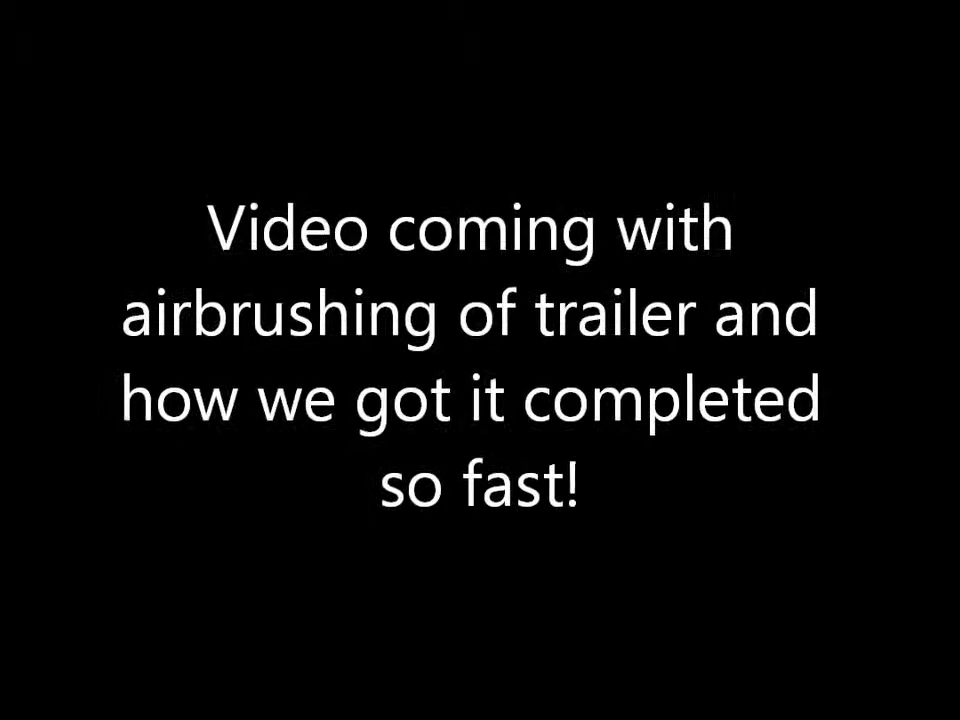 Video coming with
airbrushing of trailer and
how we got it completed
so fast!